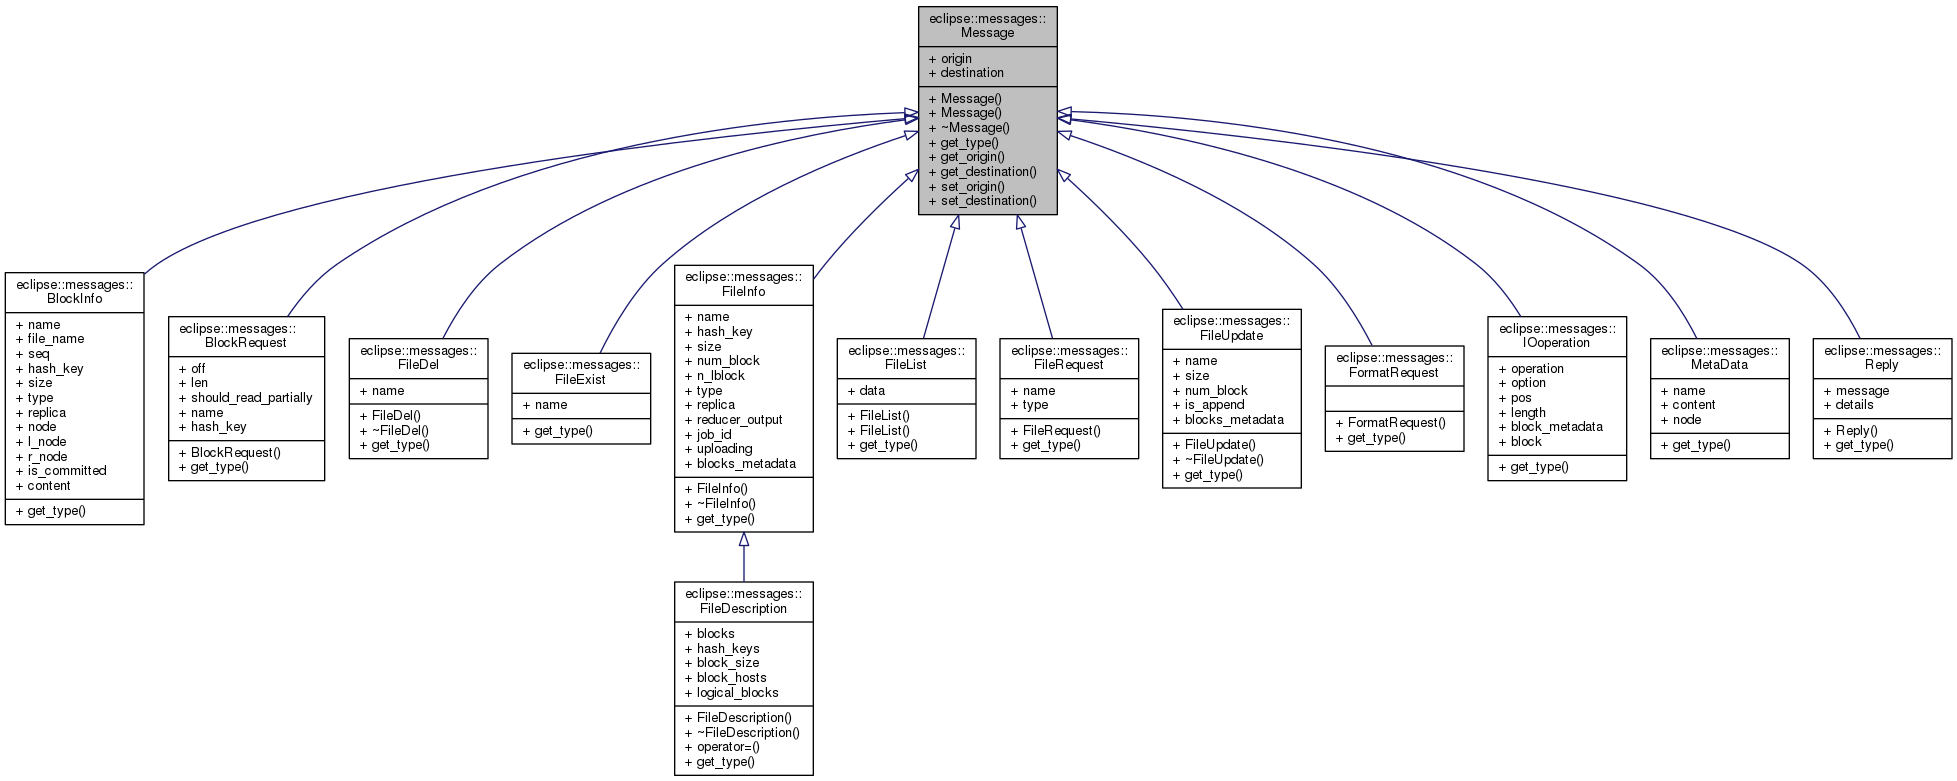 eclipse::messages::
Message
+ origin
+ destination
+ Message()
+ Message()
+ ~Message()
+ get_type()
+ get_origin()
+ get_destination()
+ set_origin()
+ set_destination()
eclipse::messages::
BlockInfo
+ name
+ file_name
+ seq
+ hash_key
+ size
+ type
+ replica
+ node
+ l_node
+ r_node
+ is_committed
+ content
+ get_type()
eclipse::messages::
BlockRequest
+ off
+ len
+ should_read_partially
+ name
+ hash_key
+ BlockRequest()
+ get_type()
eclipse::messages::
FileDel
+ name
+ FileDel()
+ ~FileDel()
+ get_type()
eclipse::messages::
FileExist
+ name
+ get_type()
eclipse::messages::
FileInfo
+ name
+ hash_key
+ size
+ num_block
+ n_lblock
+ type
+ replica
+ reducer_output
+ job_id
+ uploading
+ blocks_metadata
+ FileInfo()
+ ~FileInfo()
+ get_type()
eclipse::messages::
FileList
+ data
+ FileList()
+ FileList()
+ get_type()
eclipse::messages::
FileRequest
+ name
+ type
+ FileRequest()
+ get_type()
eclipse::messages::
FileUpdate
+ name
+ size
+ num_block
+ is_append
+ blocks_metadata
+ FileUpdate()
+ ~FileUpdate()
+ get_type()
eclipse::messages::
FormatRequest
+ FormatRequest()
+ get_type()
eclipse::messages::
IOoperation
+ operation
+ option
+ pos
+ length
+ block_metadata
+ block
+ get_type()
eclipse::messages::
MetaData
+ name
+ content
+ node
+ get_type()
eclipse::messages::
Reply
+ message
+ details
+ Reply()
+ get_type()
eclipse::messages::
FileDescription
+ blocks
+ hash_keys
+ block_size
+ block_hosts
+ logical_blocks
+ FileDescription()
+ ~FileDescription()
+ operator=()
+ get_type()